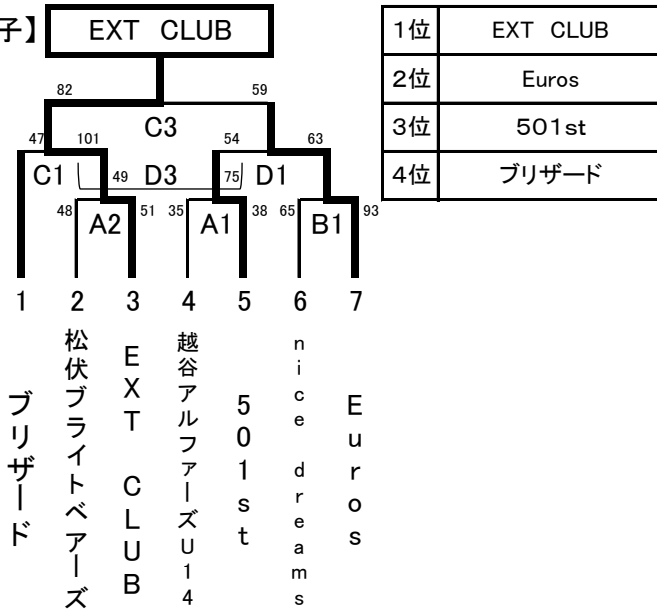 子】
EXT CLUB
1位 EXT CLUB
2位 Euros
3位 501st
4位 ブリザード
82 59
C3
47 101 54 63
C1 49 D3 75 D1
48 A2 51 35 A1 38 65 B1 93
1 2 3 4 5 6 7
ブリザード
松伏ブライトベアーズ
EXT CLUB
越谷アルファーズU14
501st
nice dreams
Euros